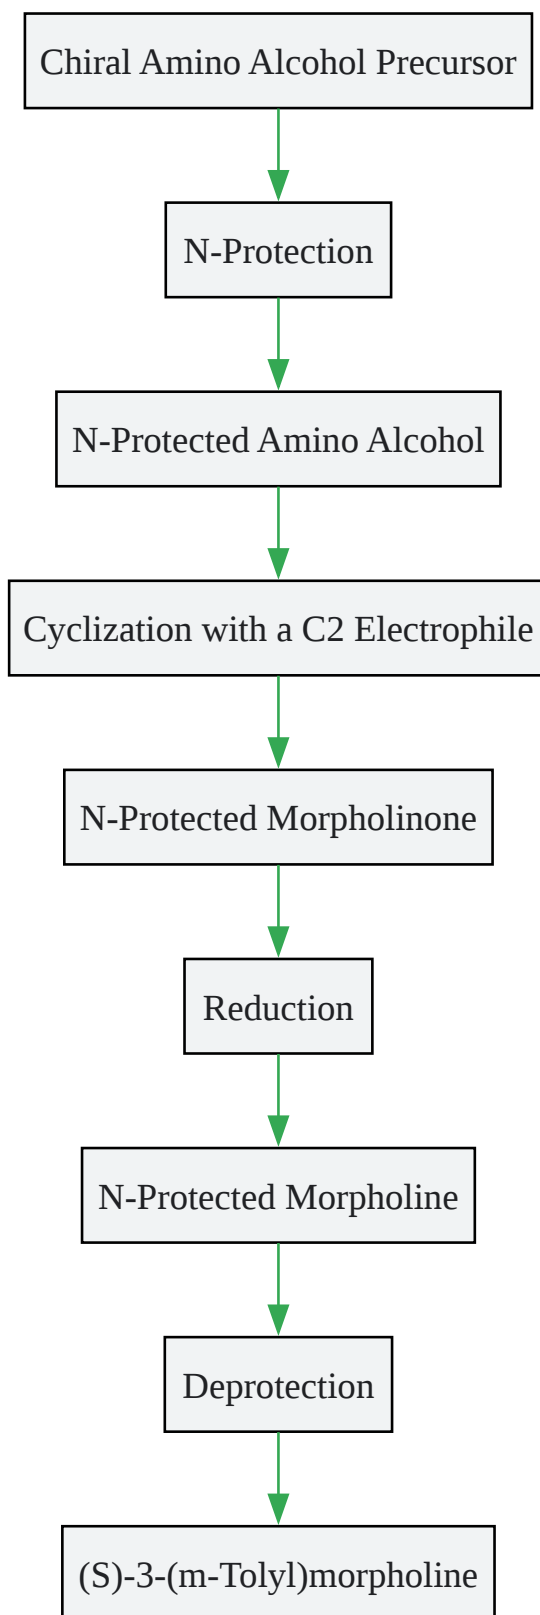 Chiral Amino Alcohol Precursor
N-Protection
N-Protected Amino Alcohol
Cyclization with a C2 Electrophile
N-Protected Morpholinone
Reduction
N-Protected Morpholine
Deprotection
(S)-3-(m-Tolyl)morpholine